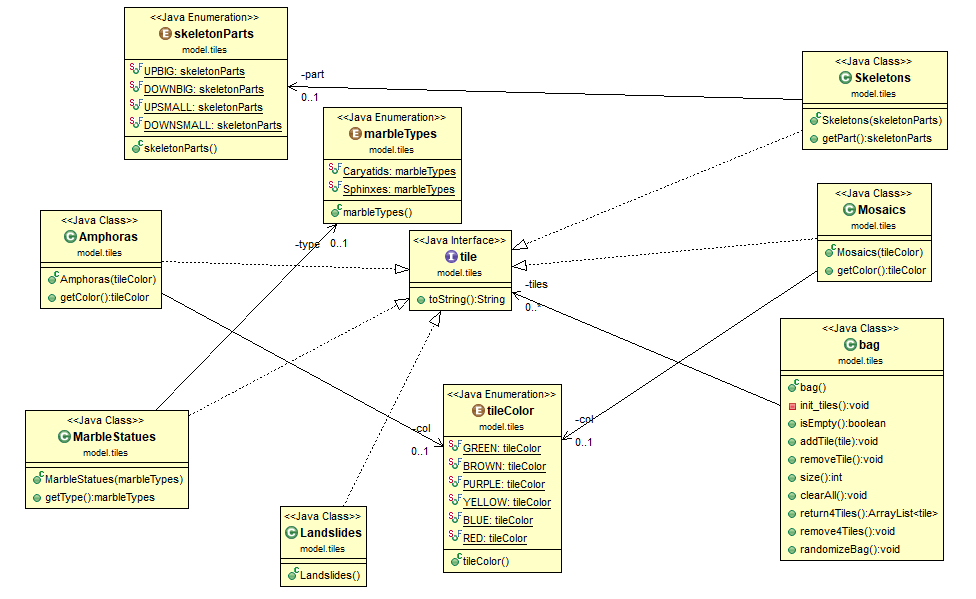 <<Java Enumeration>>
E skeletonParts
model.tiles
UPBIG: skeletonParts
DOWNBIG: skeletonParts
UPSMALL: skeletonParts
DOWNSMALL: skeletonParts
skeletonParts()
-part
0..1
<<Java Class>>
C Skeletons
model.tiles
Skeletons(skeletonParts)
getPart():skeletonParts
<<Java Enumeration>>
E marbleTypes
model.tiles
Caryatids: marbleTypes
Sphinxes: marbleTypes
marbleTypes()
-type
0..1
<<Java Class>>
C Mosaics
model.tiles
Mosaics(tileColor)
getColor():tileColor
<<Java Class>>
C Amphoras
model.tiles
Amphoras(tileColor)
getColor():tileColor
<<Java Interface>>
I tile
model.tiles
toString():String
-tiles
0..*
<<Java Class>>
C bag
model.tiles
bag()
init_tiles():void
isEmpty():boolean
addTile(tile):void
removeTile():void
size():int
clearAll():void
return4Tiles():ArrayList<tile>
remove4Tiles():void
randomizeBag():void
<<Java Class>>
C MarbleStatues
model.tiles
MarbleStatues(marbleTypes)
getType():marbleTypes
-col
0..1
<<Java Enumeration>>
E tileColor
model.tiles
GREEN: tileColor
BROWN: tileColor
PURPLE: tileColor
YELLOW: tileColor
BLUE: tileColor
RED: tileColor
tileColor()
-col
0..1
<<Java Class>>
C Landslides
model.tiles
Landslides()